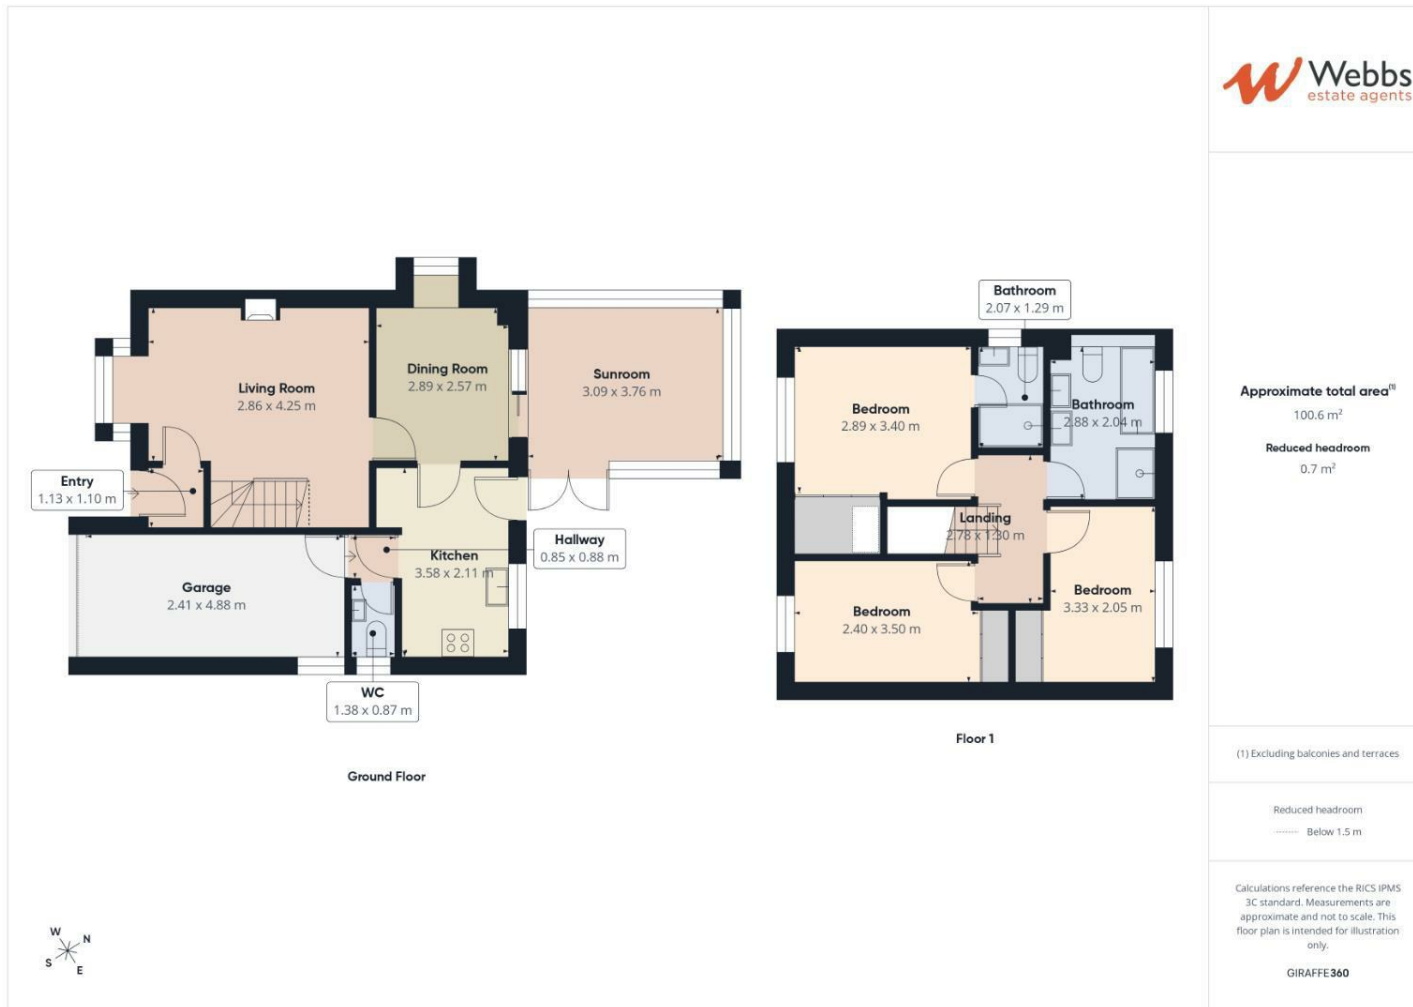 Webbs
estate agents
Bathroom
2.07 x 1.29 m
Living Room
2.86 x 4.25 m
Dining Room
2.89 x 2.57 m
Sunroom
3.09 x 3.76 m
Entry
1.13 x 1.10 m
Hallway
0.85 x 0.88 m
Kitchen
3.58 x 2.11 m
Garage
2.41 x 4.88 m
WC
1.38 x 0.87 m
Ground Floor
Bedroom
2.89 x 3.40 m
Bathroom
2.88 x 2.04 m
Landing
2.78 x 1.30 m
Bedroom
2.40 x 3.50 m
Bedroom
3.33 x 2.05 m
Floor 1
Approximate total area(1)
100.6 m²
Reduced headroom
0.7 m²
(1) Excluding balconies and terraces
Reduced headroom
Below 1.5 m
Calculations reference the RICS IPMS
3C standard. Measurements are
approximate and not to scale. This
floor plan is intended for illustration
only.
GIRAFFE360
W
N
S
E